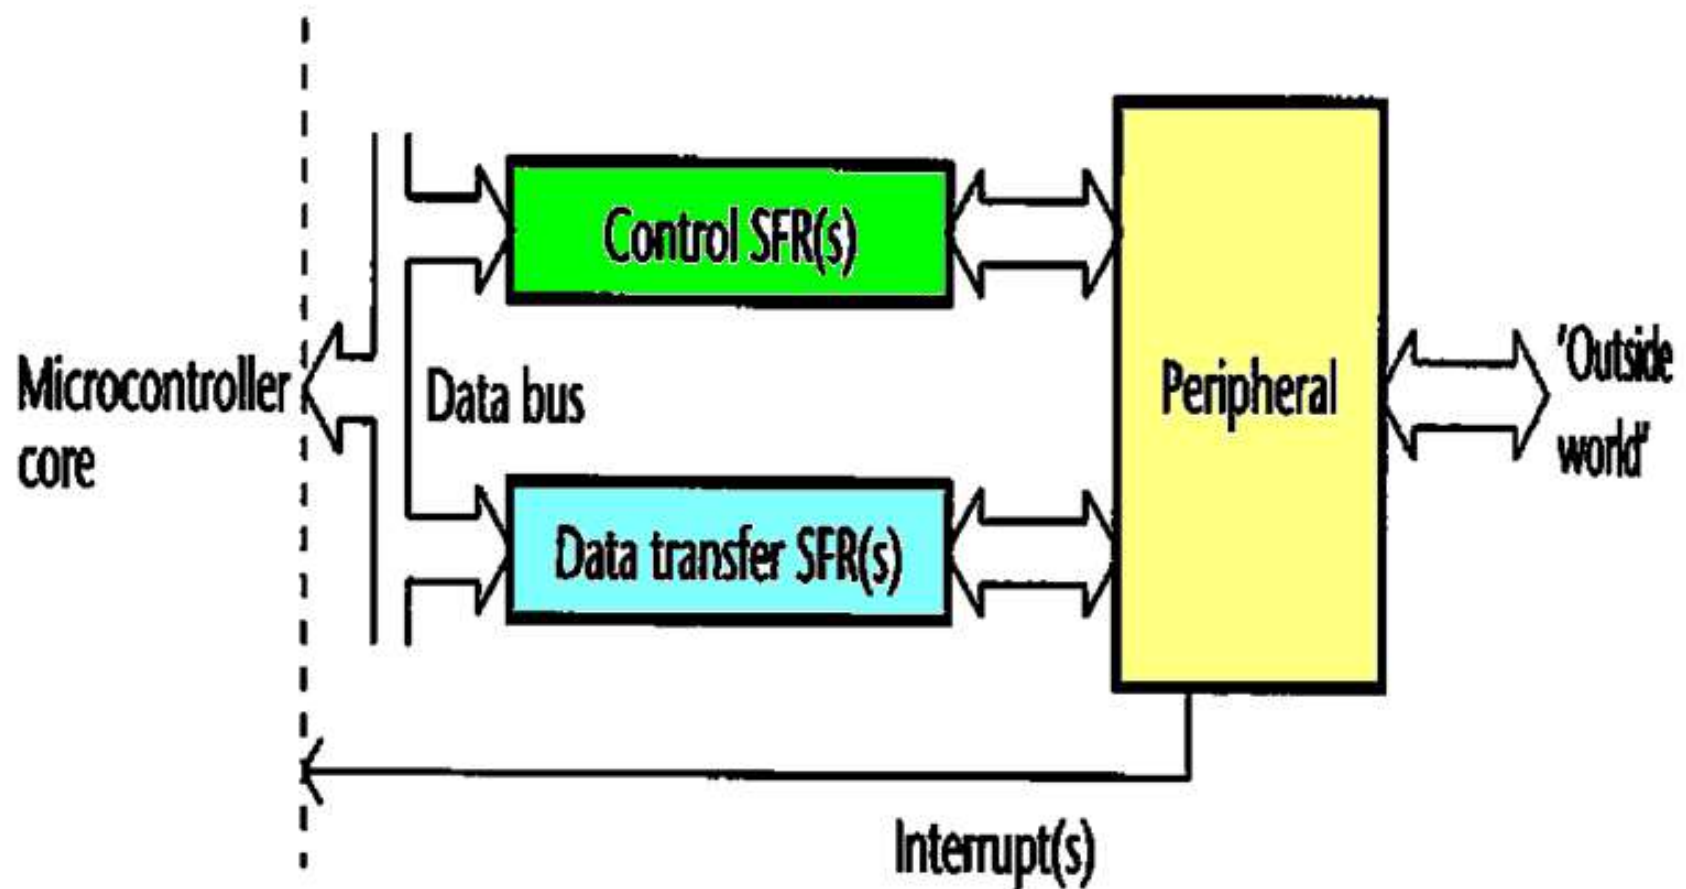 Control SFR(s)
Microcontroller
core
Data bus
Data transfer SFR(s)
Peripheral
'Outside
world'
Interrupt(s)